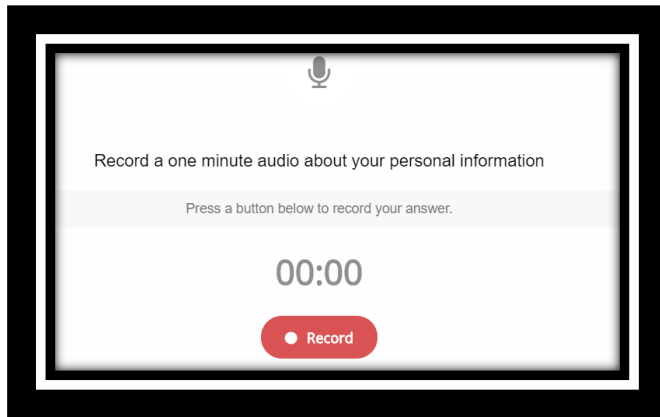 Record a one minute audio about your personal information
Press a button below to record your answer.
00:00
Record